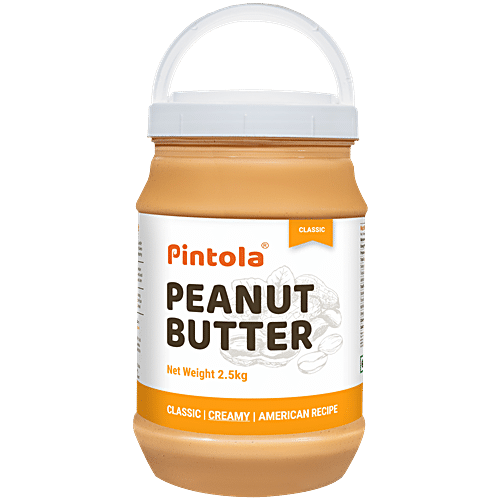 CLASSIC
Pintola®
PEANUT
BUTTER
Net Weight 2.5kg
CLASSIC | CREAMY | AMERICAN RECIPE